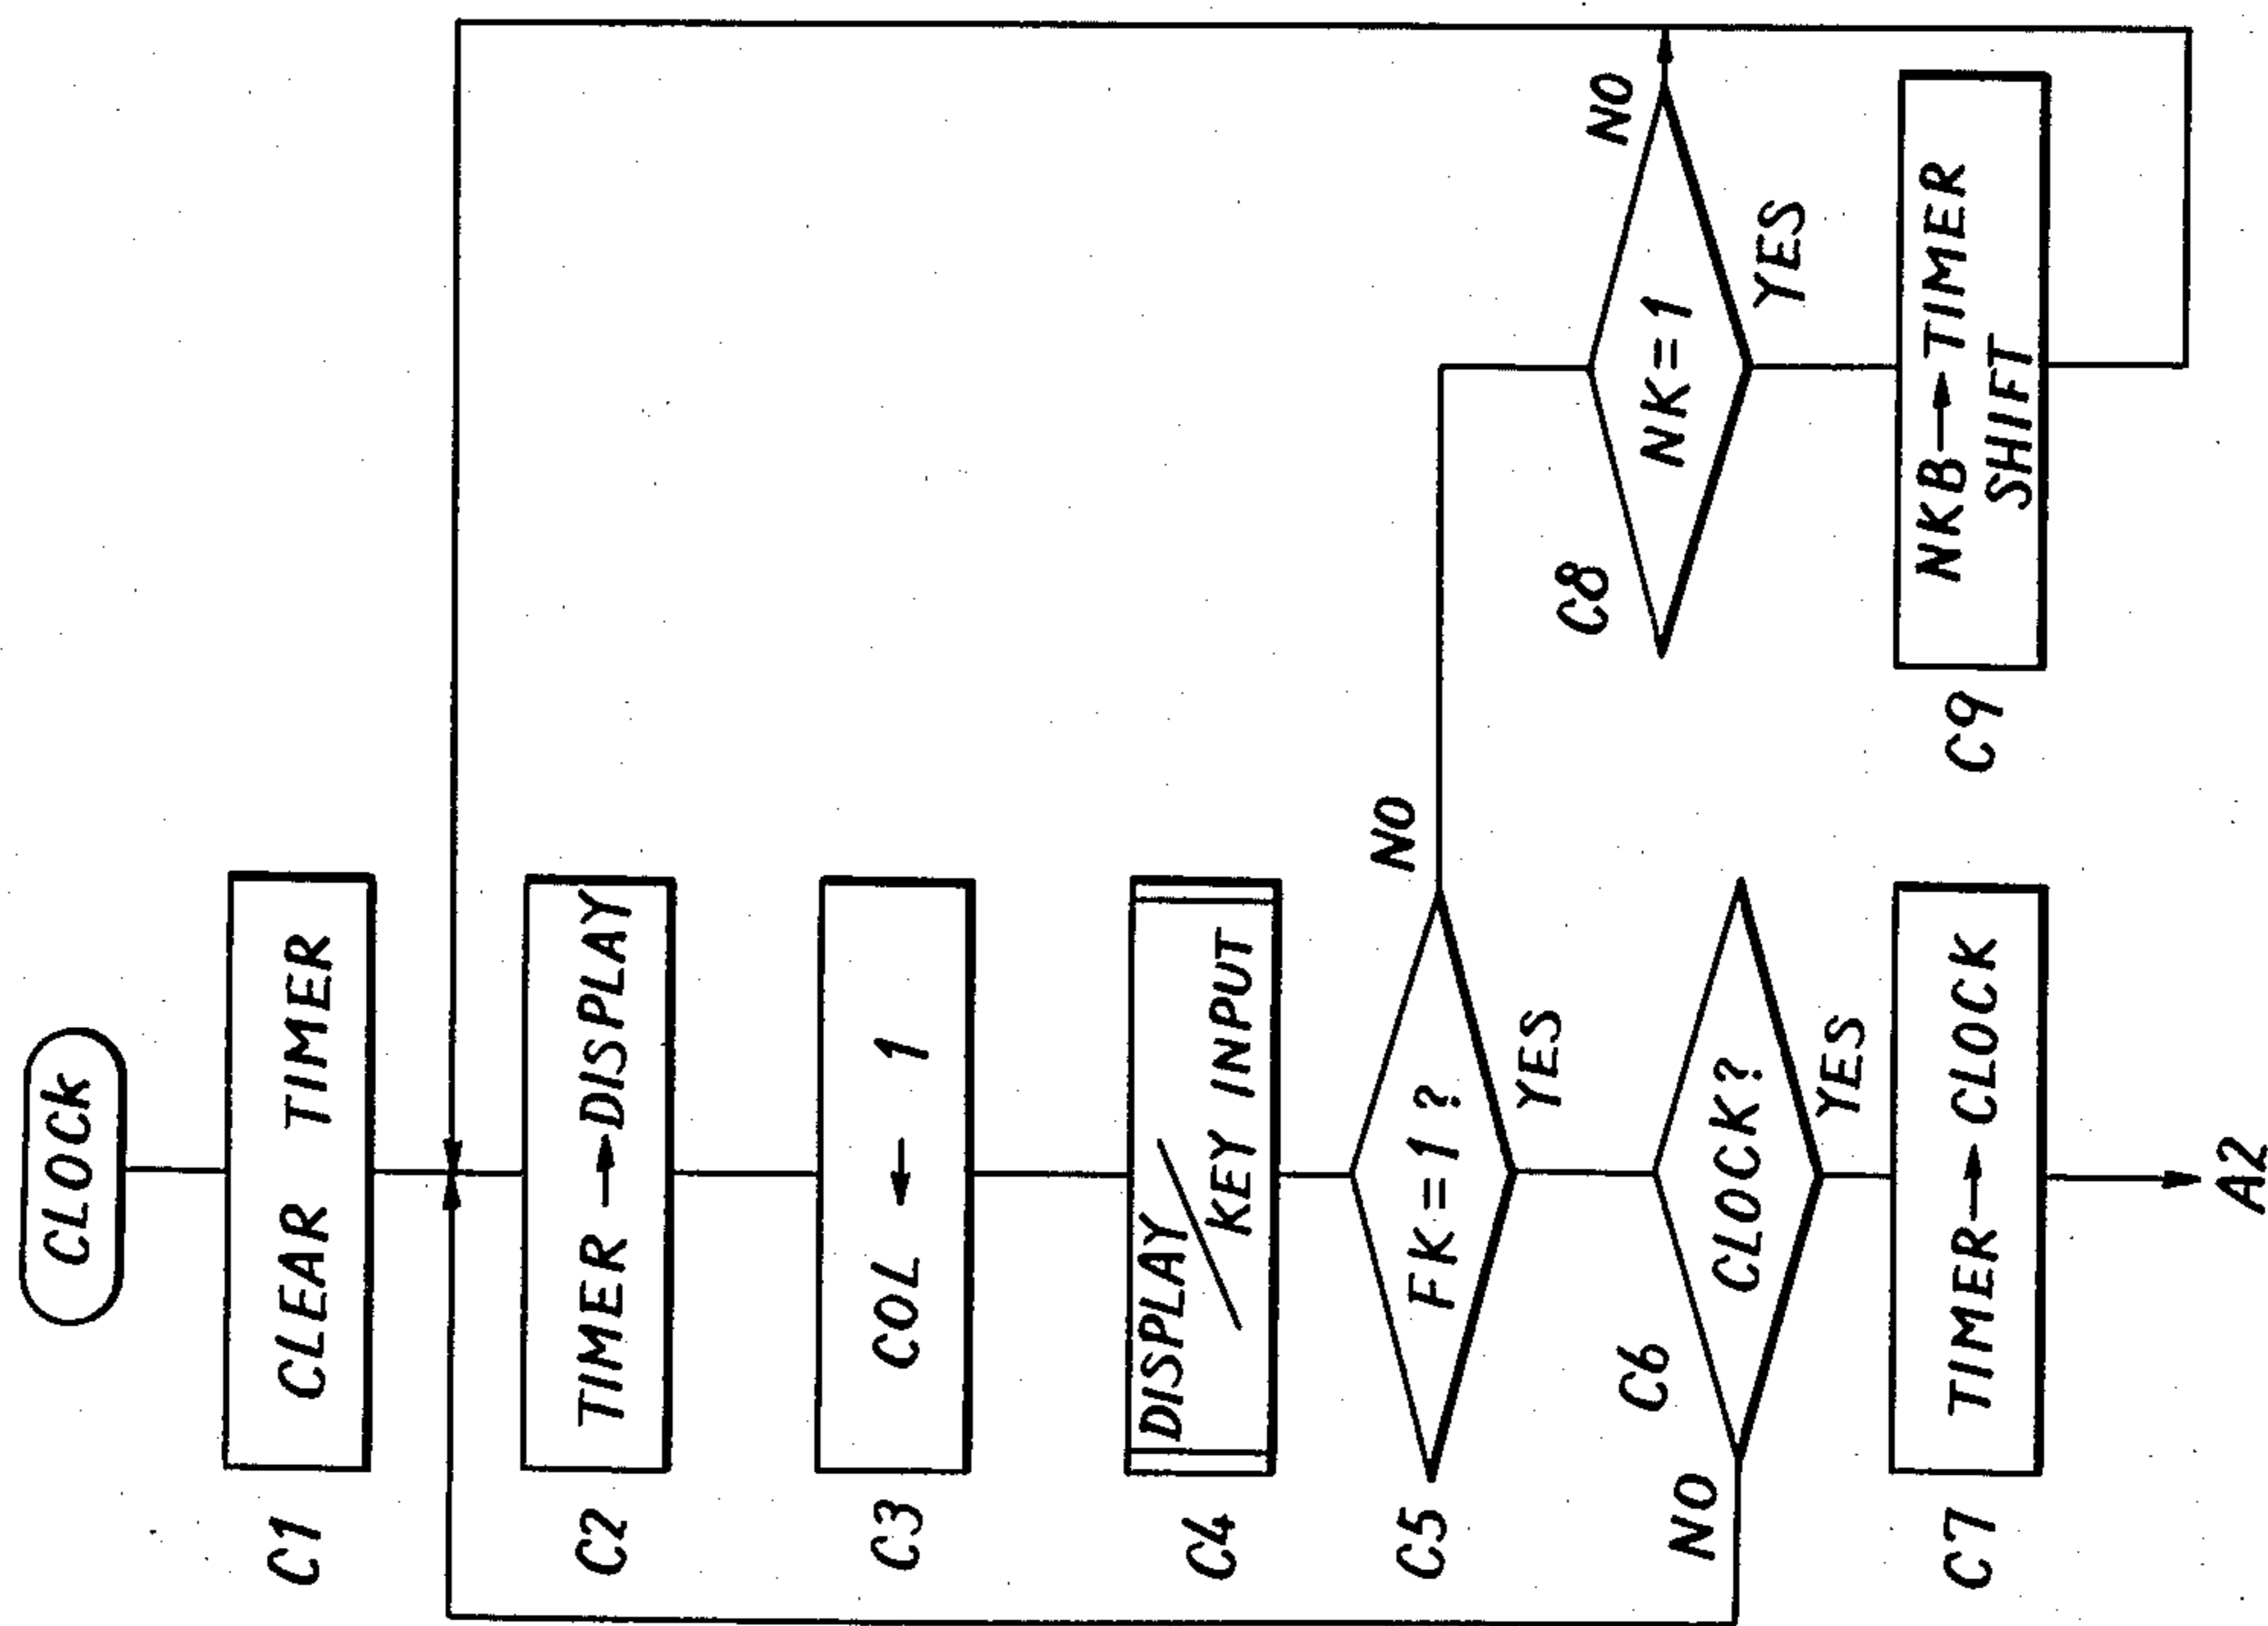 CLOCK
C1
CLEAR TIMER
C2
TIMER → DISPLAY
C3
COL ← 1
C4
DISPLAY
KEY INPUT
C5
FK=1?
NO
YES
C6
CLOCK?
NO
YES
C7
TIMER → CLOCK
A2
C8
NK=1
NO
YES
C9
NKB → TIMER
SHIFT